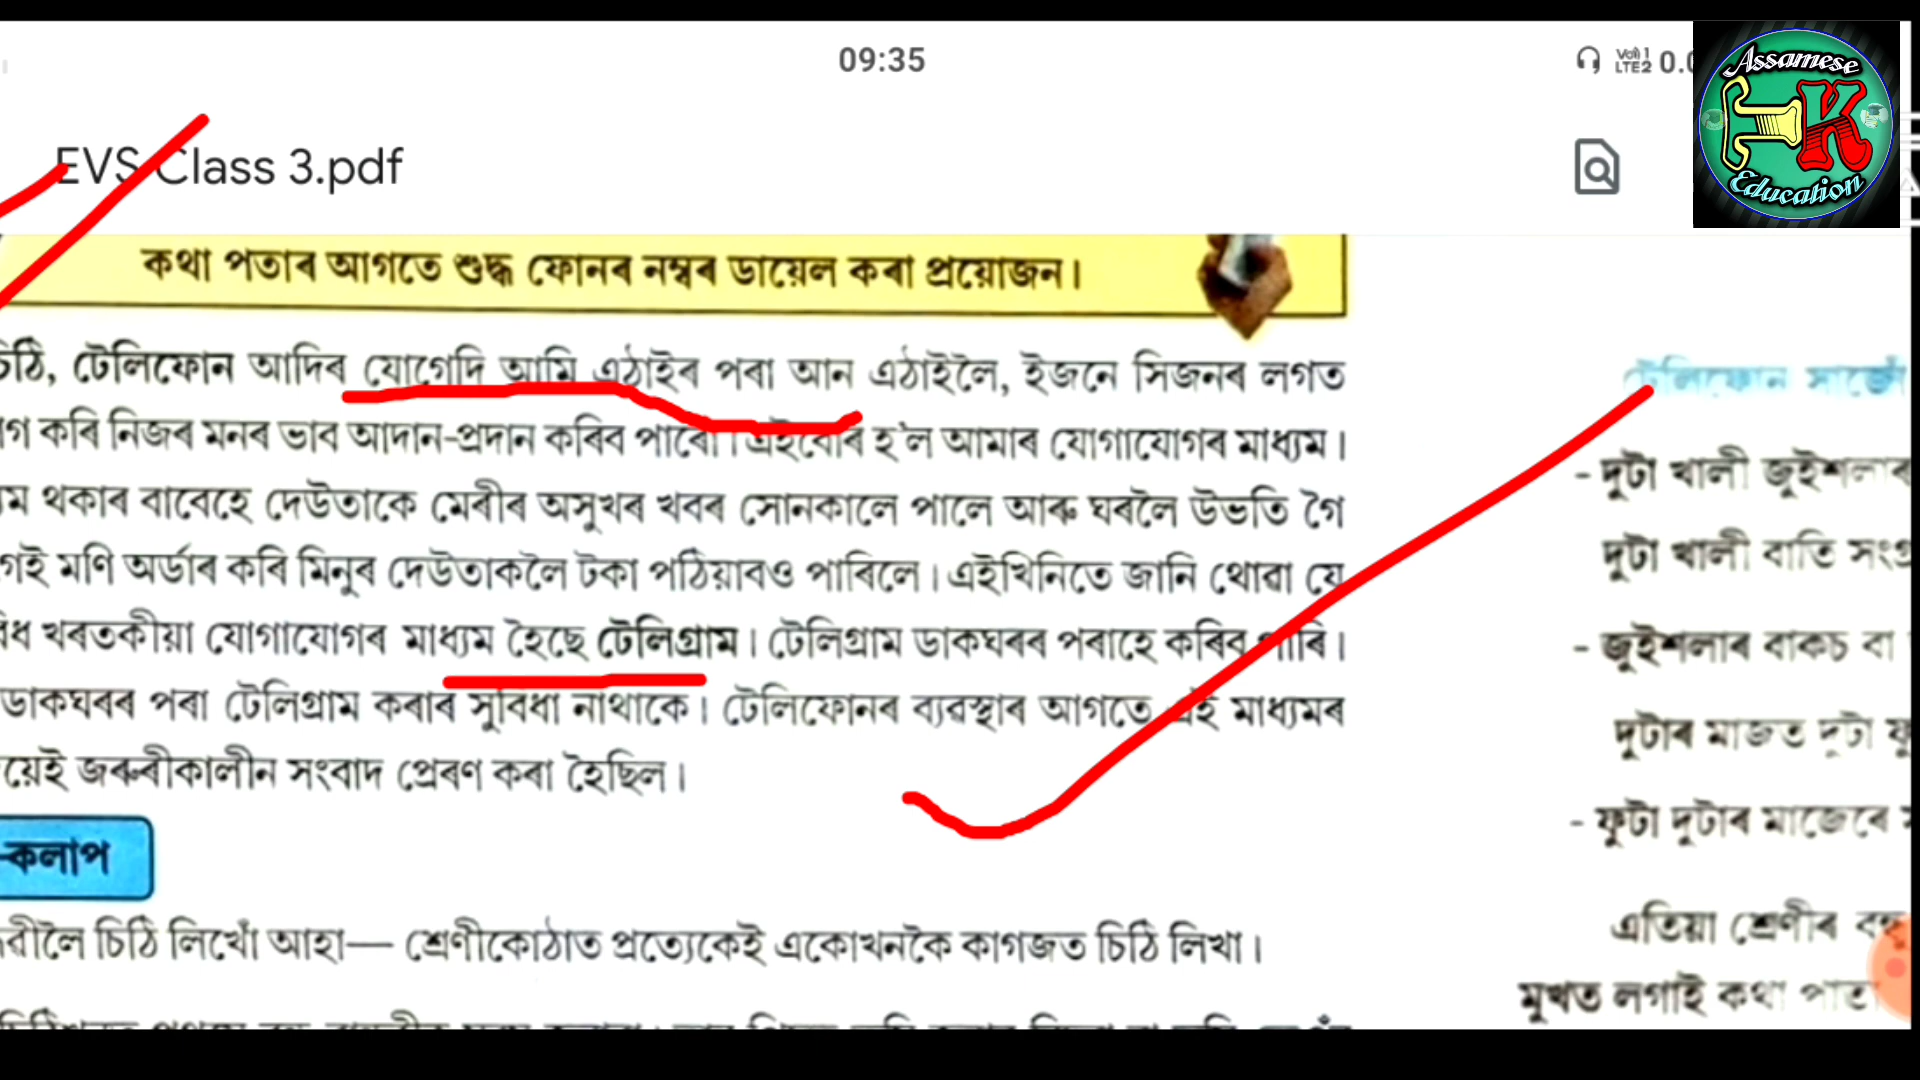 09:35
Assamese
HK
Education
EVS Class 3.pdf
কথা পতাৰ আগতে শুদ্ধ ফোনৰ নম্বৰ ডায়েল কৰা প্ৰয়োজন।
চিঠি, টেলিফোন আদিৰ যোগেদি আমি এঠাইৰ পৰা আন এঠাইলৈ, ইজনে সিজনৰ লগত
কৰি নিজৰ মনৰ ভাব আদান-প্ৰদান কৰিব পাৰোঁ। এইবোৰ হ'ল আমাৰ যোগাযোগৰ মাধ্যম।
থকাৰ বাবেহে দেউতাকে মেৰীৰ অসুখৰ খবৰ সোনকালে পালে আৰু ঘৰলৈ উভতি গৈ
মণি অৰ্ডাৰ কৰি মিনুৰ দেউতাকলৈ টকা পঠিয়াবও পাৰিলে। এইখিনিতে জানি থোৱা যে
খৰতকীয়া যোগাযোগৰ মাধ্যম হৈছে টেলিগ্ৰাম। টেলিগ্ৰাম ডাকঘৰৰ পৰাহে কৰিব পাৰি।
ডাকঘৰৰ পৰা টেলিগ্ৰাম কৰাৰ সুবিধা নাথাকে। টেলিফোনৰ ব্যৱস্থাৰ আগতে এই মাধ্যমৰ
জৰুৰীকালীন সংবাদ প্ৰেৰণ কৰা হৈছিল।
-কলাপ
চিঠি লিখোঁ আহা— শ্ৰেণীকোঠাত প্ৰত্যেকেই একোখনকৈ কাগজত চিঠি লিখা।
টেলিফোন সাজোঁ
- দুটা খালী জুইশলাৰ
দুটা খালী বাতি
- জুইশলাৰ বাকচ বা
দুটাৰ মাজত দুটা
- ফুটা দুটাৰ মাজেৰে
এতিয়া শ্ৰেণীৰ
মুখত লগাই কথা পাতা